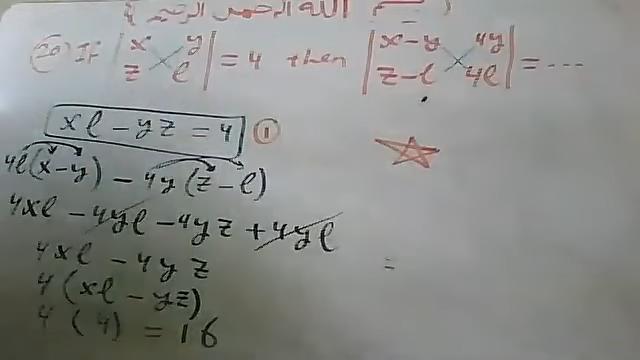 بسم الله الرحمن الرحيم
20) If |x y| = 4 then |x-y 4y| = ...
|z l| |z-l 4l|
xl - yz = 4 ①
4l(x-y) - 4y(z-l)
4xl - 4yl - 4yz + 4yl
4xl - 4yz
4(xl - yz)
4(4) = 16
=